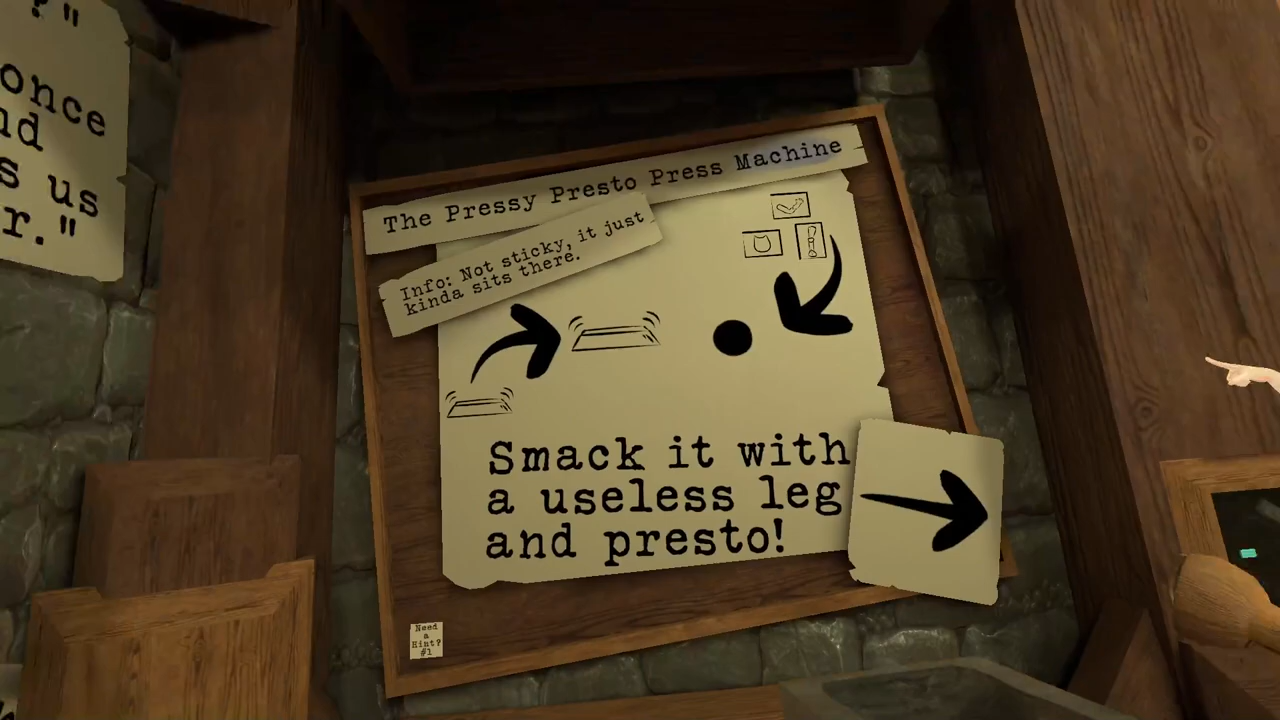 ?"
once
nd
s us
r."
The Pressy Presto Press Machine
Info: Not sticky, it just
kinda sits there.
Smack it with
a useless leg
and presto!
Need
a
Hint?
#1